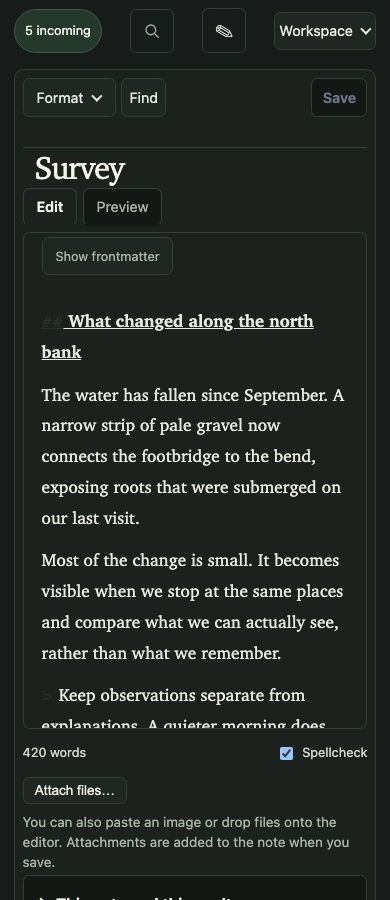 5 incoming
Workspace
Format
Find
Save
Survey
Edit
Preview
Show frontmatter
## What changed along the north
bank
The water has fallen since September. A
narrow strip of pale gravel now
connects the footbridge to the bend,
exposing roots that were submerged on
our last visit.
Most of the change is small. It becomes
visible when we stop at the same places
and compare what we can actually see,
rather than what we remember.
> Keep observations separate from
explanations. A quieter morning does
420 words
Spellcheck
Attach files...
You can also paste an image or drop files onto the
editor. Attachments are added to the note when you
save.